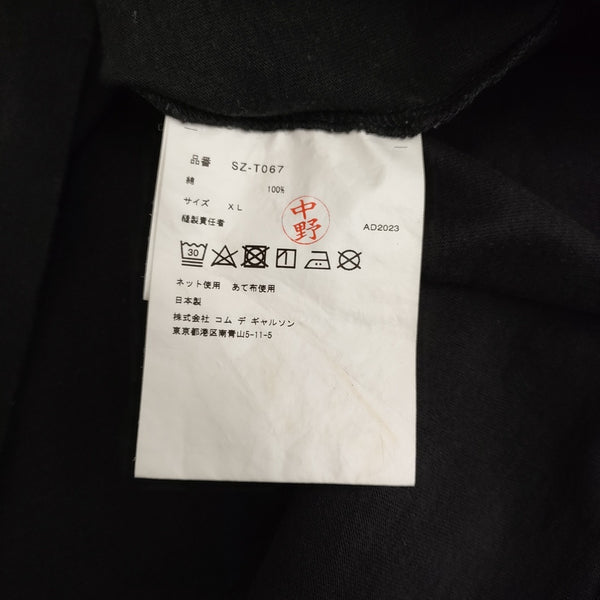 品番 SZ-T067
綿 100%
サイズ XL
縫製責任者 中野 AD2023
30
ネット使用 あて布使用
日本製
株式会社 コム デ ギャルソン
東京都港区南青山5-11-5